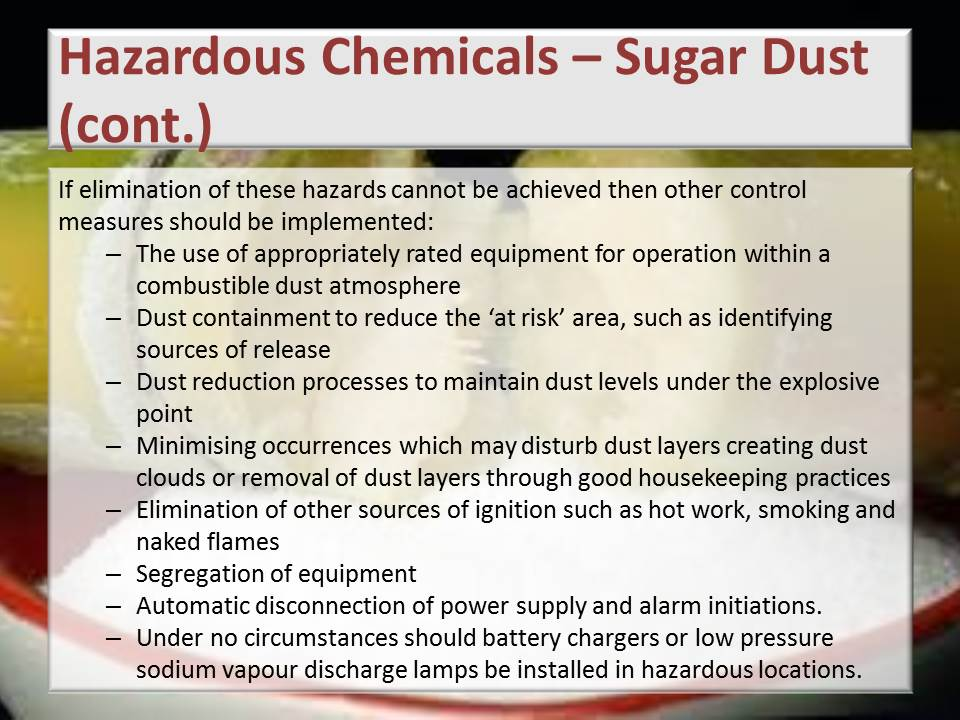 Hazardous Chemicals – Sugar Dust
(cont.)
If elimination of these hazards cannot be achieved then other control
measures should be implemented:
– The use of appropriately rated equipment for operation within a
combustible dust atmosphere
– Dust containment to reduce the ‘at risk’ area, such as identifying
sources of release
– Dust reduction processes to maintain dust levels under the explosive
point
– Minimising occurrences which may disturb dust layers creating dust
clouds or removal of dust layers through good housekeeping practices
– Elimination of other sources of ignition such as hot work, smoking and
naked flames
– Segregation of equipment
– Automatic disconnection of power supply and alarm initiations.
– Under no circumstances should battery chargers or low pressure
sodium vapour discharge lamps be installed in hazardous locations.